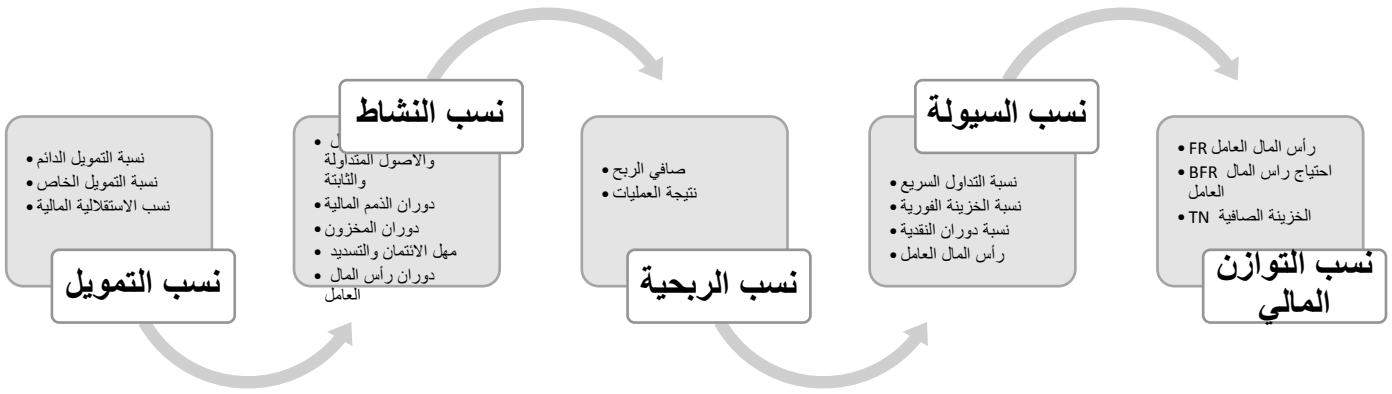 نسبة التمويل الدائم
نسبة التمويل الخاص
نسب الاستقلالية المالية
نسب التمويل
نسب النشاط
والاصول المتداولة
والثابتة
دوران الذمم المالية
دوران المخزون
مهل الائتمان والتسديد
دوران رأس المال
العامل
صافي الربح
نتيجة العمليات
نسب الربحية
نسب السيولة
نسبة التداول السريع
نسبة الخزينة الفورية
نسبة دوران النقدية
رأس المال العامل
رأس المال العامل FR
احتياج راس المال BFR
العامل
الخزينة الصافية TN
نسب التوازن
المالي